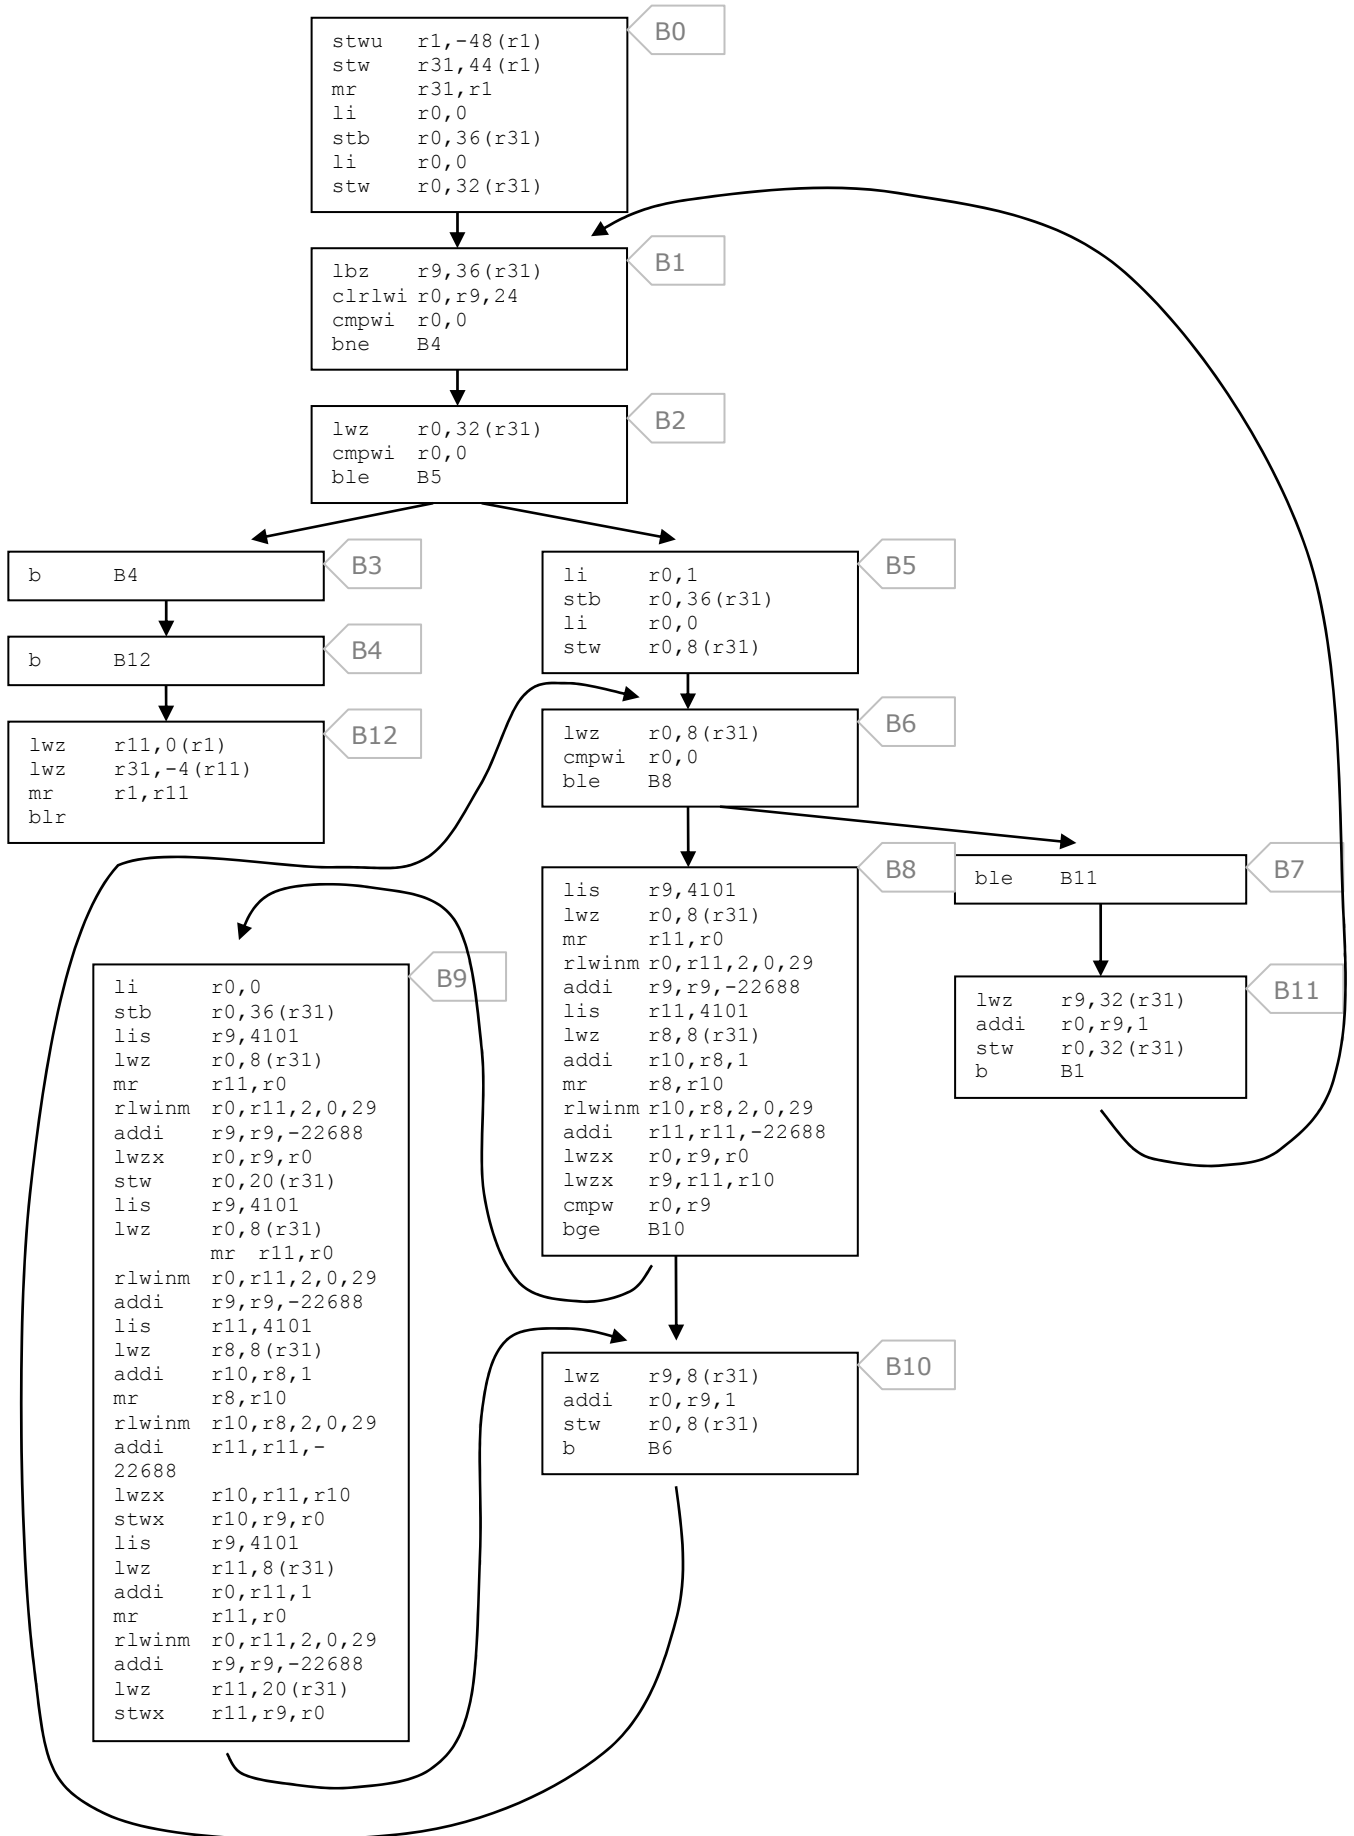 B0
stwu r1,-48(r1)
stw r31,44(r1)
mr r31,r1
li r0,0
stb r0,36(r31)
li r0,0
stw r0,32(r31)
B1
lbz r9,36(r31)
clrlwi r0,r9,24
cmpwi r0,0
bne B4
B2
lwz r0,32(r31)
cmpwi r0,0
ble B5
B3
b B4
B4
b B12
B12
lwz r11,0(r1)
lwz r31,-4(r11)
mr r1,r11
blr
B5
li r0,1
stb r0,36(r31)
li r0,0
stw r0,8(r31)
B6
lwz r0,8(r31)
cmpwi r0,0
ble B8
B8
lis r9,4101
lwz r0,8(r31)
mr r11,r0
rlwinm r0,r11,2,0,29
addi r9,r9,-22688
lis r11,4101
lwz r8,8(r31)
addi r10,r8,1
mr r8,r10
rlwinm r10,r8,2,0,29
addi r11,r11,-22688
lwzx r0,r9,r0
lwzx r9,r11,r10
cmpw r0,r9
bge B10
B7
ble B11
B11
lwz r9,32(r31)
addi r0,r9,1
stw r0,32(r31)
b B1
B9
li r0,0
stb r0,36(r31)
lis r9,4101
lwz r0,8(r31)
mr r11,r0
rlwinm r0,r11,2,0,29
addi r9,r9,-22688
lwzx r0,r9,r0
stw r0,20(r31)
lis r9,4101
lwz r0,8(r31)
mr r11,r0
rlwinm r0,r11,2,0,29
addi r9,r9,-22688
lis r11,4101
lwz r8,8(r31)
addi r10,r8,1
mr r8,r10
rlwinm r10,r8,2,0,29
addi r11,r11,-
22688
lwzx r10,r11,r10
stwx r10,r9,r0
lis r9,4101
lwz r11,8(r31)
addi r0,r11,1
mr r11,r0
rlwinm r0,r11,2,0,29
addi r9,r9,-22688
lwz r11,20(r31)
stwx r11,r9,r0
B10
lwz r9,8(r31)
addi r0,r9,1
stw r0,8(r31)
b B6